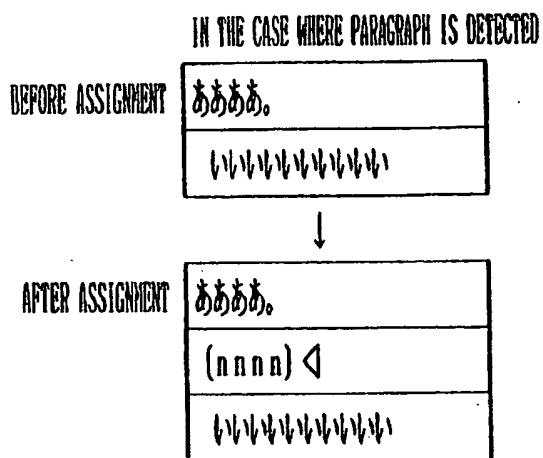 IN THE CASE WHERE PARAGRAPH IS DETECTED
BEFORE ASSIGNMENT
ああああ。
いいいいいいいいいい
↓
AFTER ASSIGNMENT
ああああ。
(nnnn)◁
いいいいいいいいいい